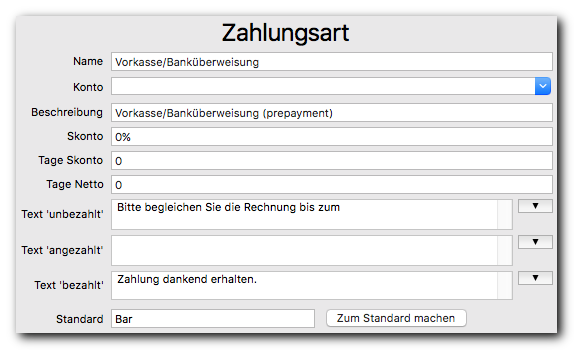 Zahlungsart
Name Vorkasse/Banküberweisung
Konto
Beschreibung Vorkasse/Banküberweisung (prepayment)
Skonto 0%
Tage Skonto 0
Tage Netto 0
Text 'unbezahlt' Bitte begleichen Sie die Rechnung bis zum
Text 'angezahlt'
Text 'bezahlt' Zahlung dankend erhalten.
Standard Bar Zum Standard machen